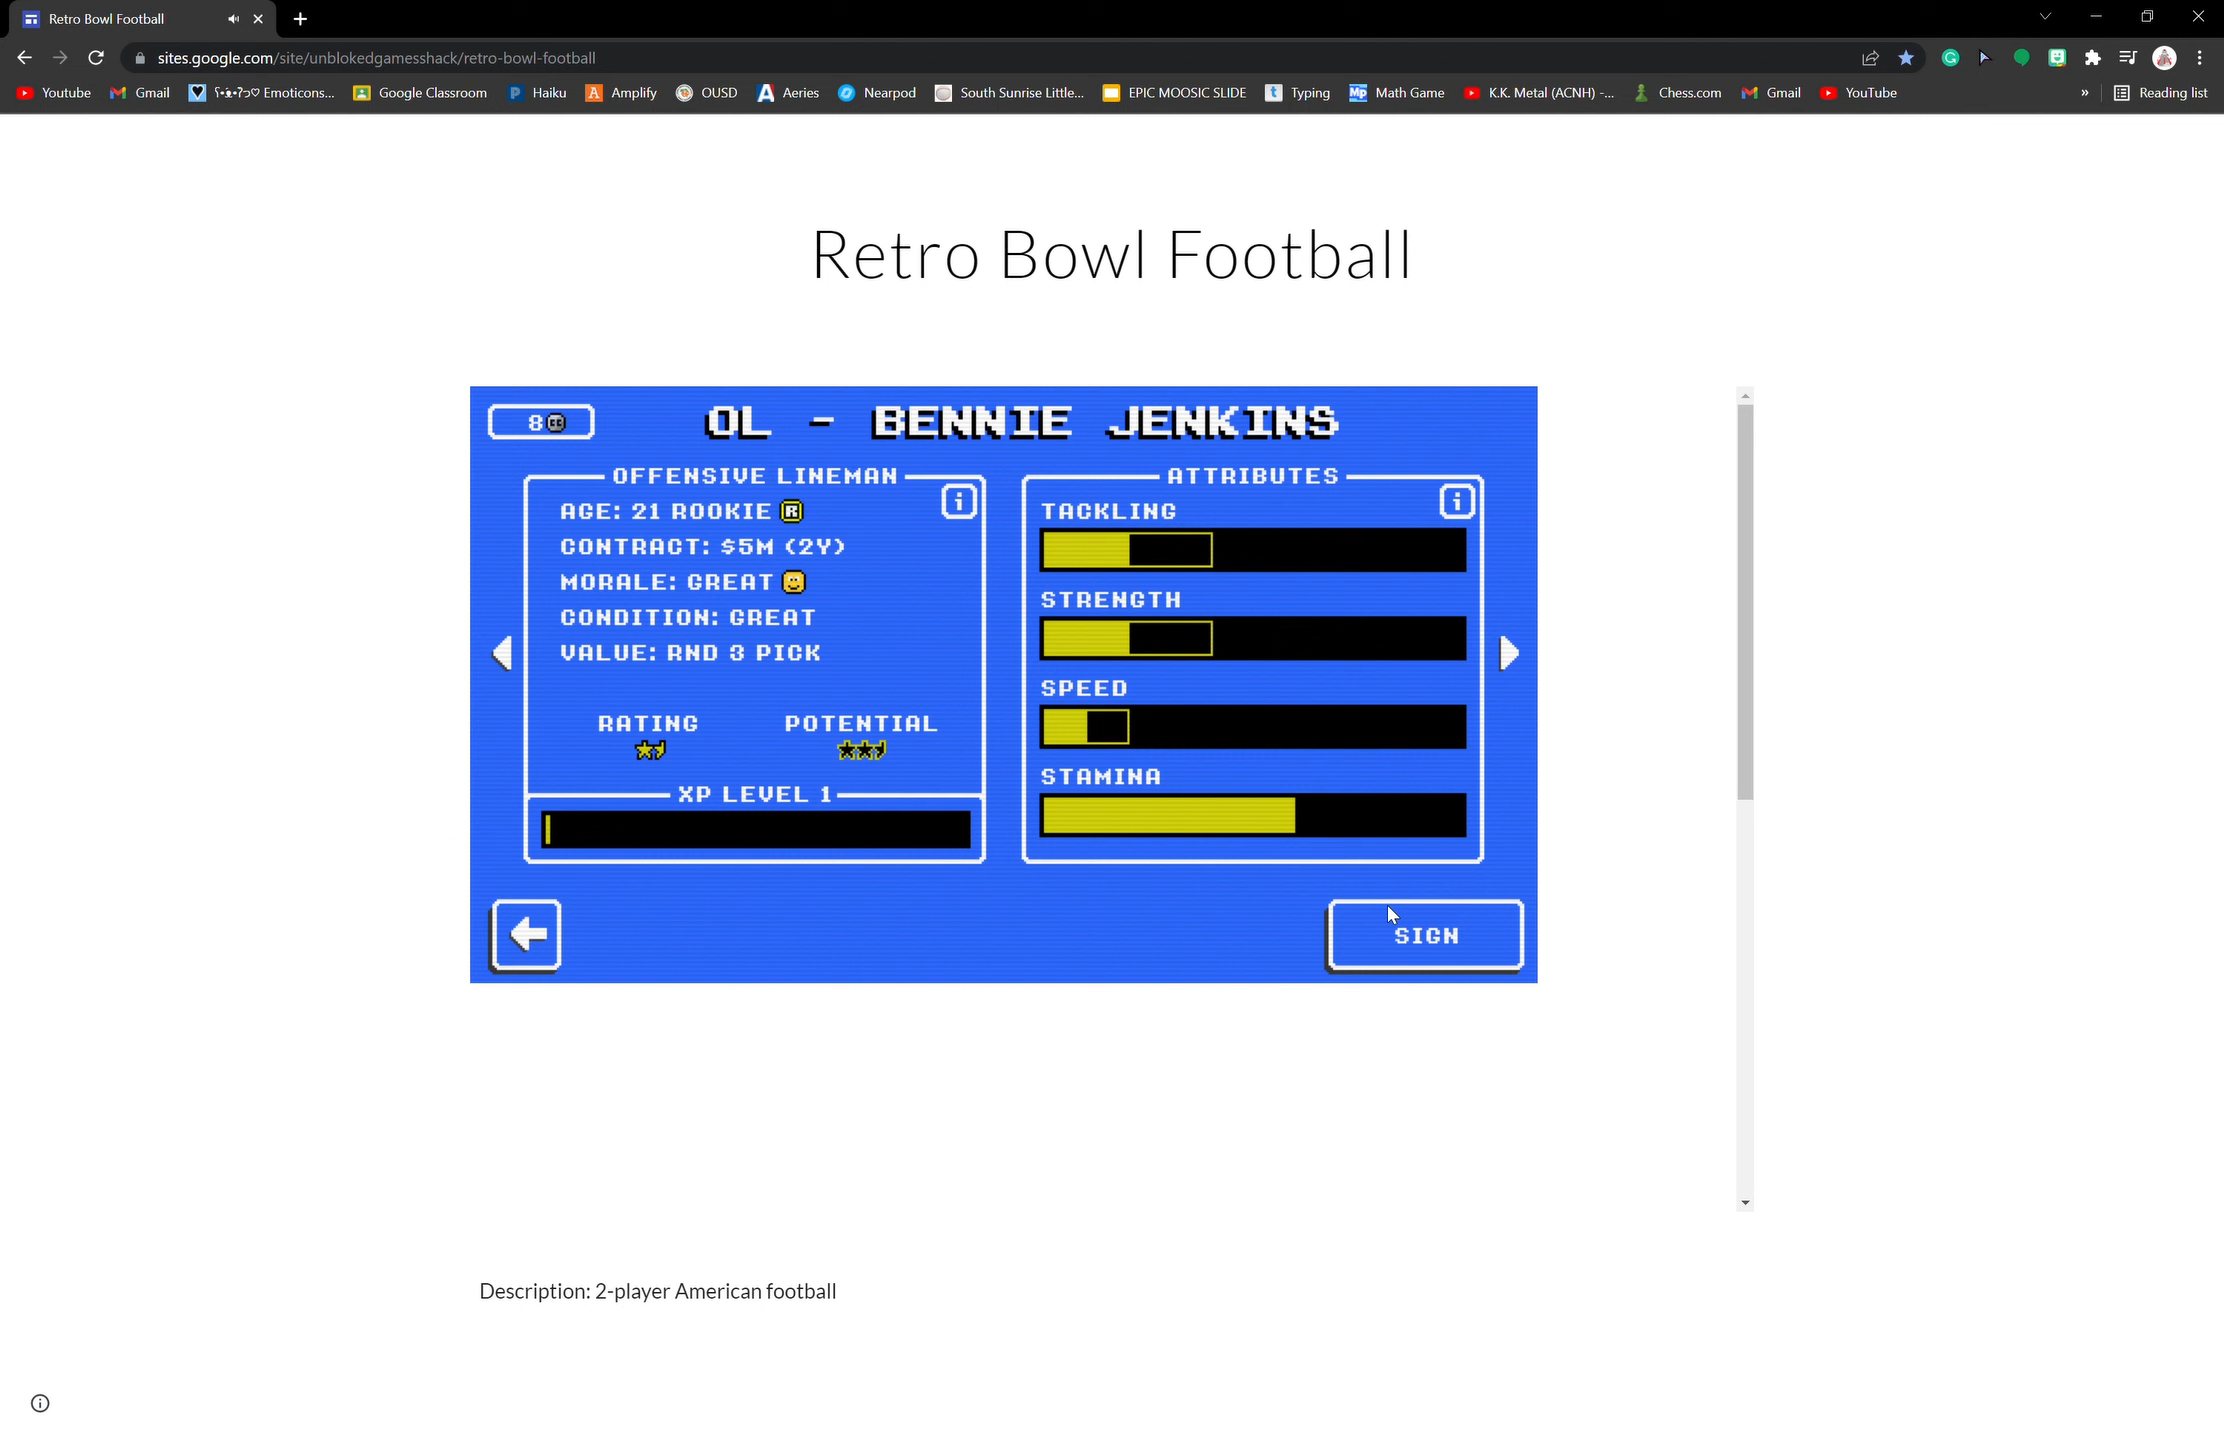 Retro Bowl Football
sites.google.com/site/unblokedgamesshack/retro-bowl-football
Youtube
Gmail
ʕ•ᴥ•ʔっ♡ Emoticons...
Google Classroom
Haiku
Amplify
OUSD
Aeries
Nearpod
South Sunrise Little...
EPIC MOOSIC SLIDE
Typing
Math Game
K.K. Metal (ACNH) -...
Chess.com
Gmail
YouTube
»
Reading list
Retro Bowl Football
8
OL - BENNIE JENKINS
OFFENSIVE LINEMAN
AGE: 21 ROOKIE R
CONTRACT: $5M (2Y)
MORALE: GREAT
CONDITION: GREAT
VALUE: RND 3 PICK
RATING POTENTIAL
XP LEVEL 1
ATTRIBUTES
TACKLING
STRENGTH
SPEED
STAMINA
SIGN
Description: 2-player American football